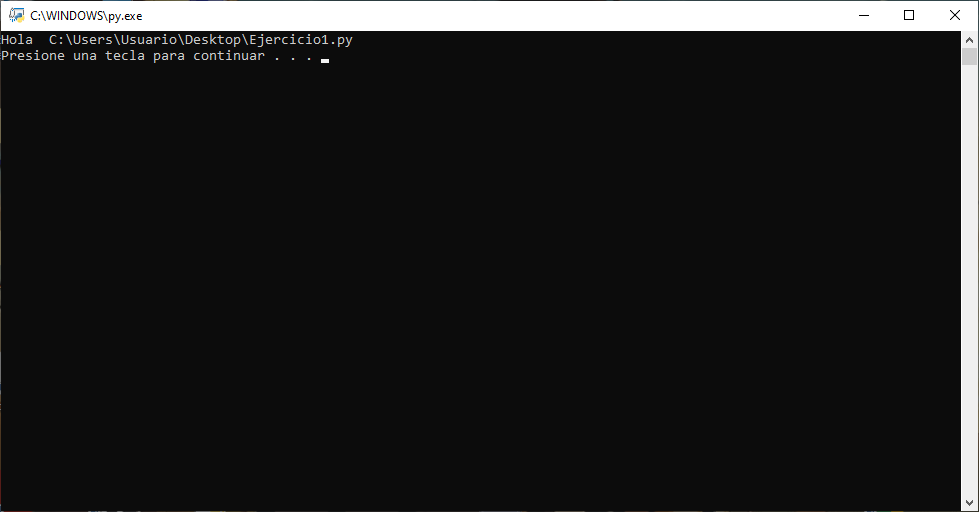 C:\WINDOWS\py.exe
Hola  C:\Users\Usuario\Desktop\Ejercicio1.py
Presione una tecla para continuar . . .